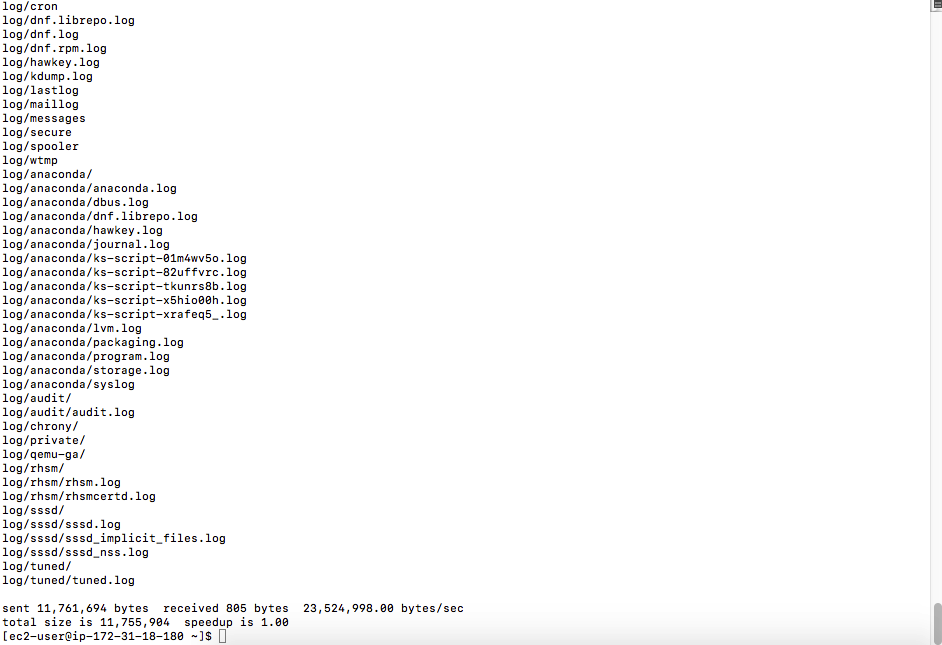 log/cron
log/dnf.librepo.log
log/dnf.log
log/dnf.rpm.log
log/hawkey.log
log/kdump.log
log/lastlog
log/maillog
log/messages
log/secure
log/spooler
log/wtmp
log/anaconda/
log/anaconda/anaconda.log
log/anaconda/dbus.log
log/anaconda/dnf.librepo.log
log/anaconda/hawkey.log
log/anaconda/journal.log
log/anaconda/ks-script-01m4wv5o.log
log/anaconda/ks-script-82uffvrc.log
log/anaconda/ks-script-tkunrs8b.log
log/anaconda/ks-script-x5hio00h.log
log/anaconda/ks-script-xrafeq5_.log
log/anaconda/lvm.log
log/anaconda/packaging.log
log/anaconda/program.log
log/anaconda/storage.log
log/anaconda/syslog
log/audit/
log/audit/audit.log
log/chrony/
log/private/
log/qemu-ga/
log/rhsm/
log/rhsm/rhsm.log
log/rhsm/rhsmcertd.log
log/sssd/
log/sssd/sssd.log
log/sssd/sssd_implicit_files.log
log/sssd/sssd_nss.log
log/tuned/
log/tuned/tuned.log
sent 11,761,694 bytes  received 805 bytes  23,524,998.00 bytes/sec
total size is 11,755,904  speedup is 1.00
[ec2-user@ip-172-31-18-180 ~]$